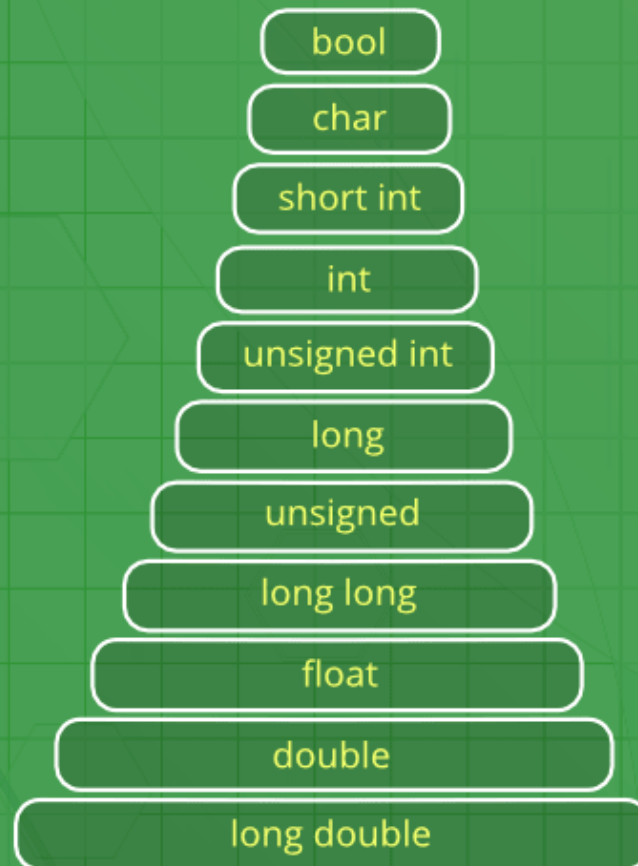 bool
char
short int
int
unsigned int
long
unsigned
long long
float
double
long double